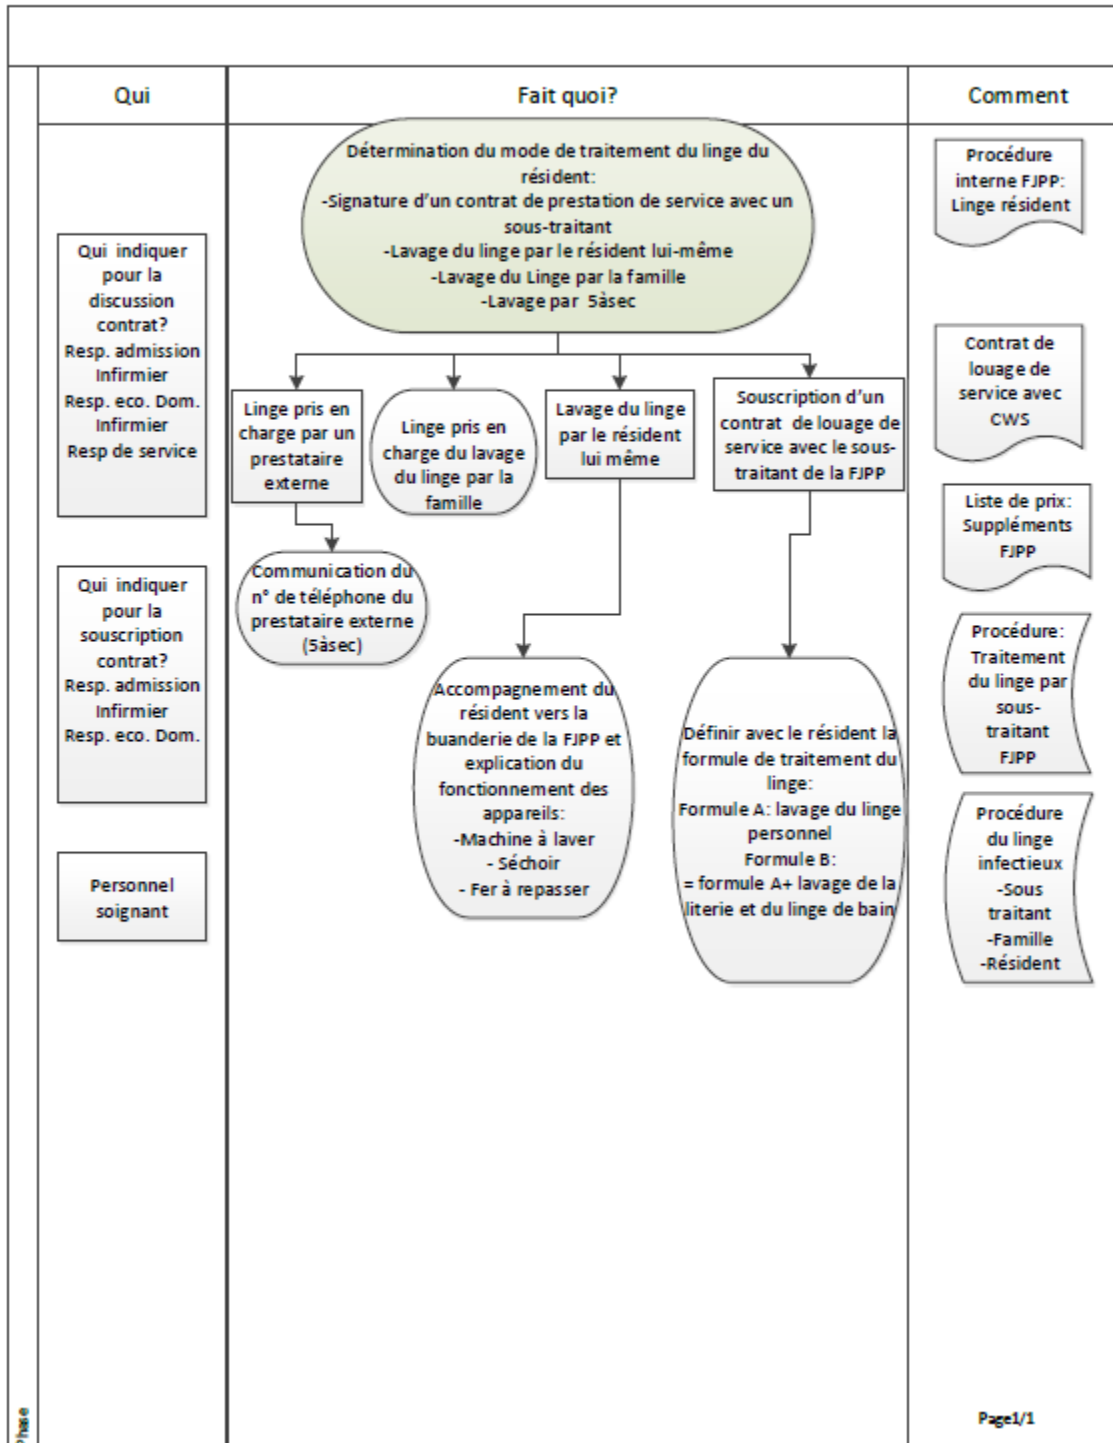 Qui
Fait quoi?
Comment
Détermination du mode de traitement du linge du
résident:
-Signature d'un contrat de prestation de service avec un
sous-traitant
-Lavage du linge par le résident lui-même
-Lavage du Linge par la famille
-Lavage par 5àsec
Procédure
interne FJPP:
Linge résident
Qui indiquer
pour la
discussion
contrat?
Resp. admission
Infirmier
Resp. eco. Dom.
Infirmier
Resp de service
Linge pris en
charge par un
prestataire
externe
Linge pris en
charge du lavage
du linge par la
famille
Lavage du linge
par le résident
lui même
Souscription d'un
contrat de louage de
service avec le sous-
traitant de la FJPP
Contrat de
louage de
service avec
CWS
Liste de prix:
Suppléments
FJPP
Qui indiquer
pour la
souscription
contrat?
Resp. admission
Infirmier
Resp. eco. Dom.
Communication du
n° de téléphone du
prestataire externe
(5àsec)
Accompagnement du
résident vers la
buanderie de la FJPP et
explication du
fonctionnement des
appareils:
-Machine à laver
- Séchoir
- Fer à repasser
Définir avec le résident la
formule de traitement du
linge:
Formule A: lavage du linge
personnel
Formule B:
= formule A+ lavage de la
literie et du linge de bain
Procédure:
Traitement
du linge par
sous-
traitant
FJPP
Procédure
du linge
infectieux
-Sous
traitant
-Famille
-Résident
Personnel
soignant
Phase
Page1/1